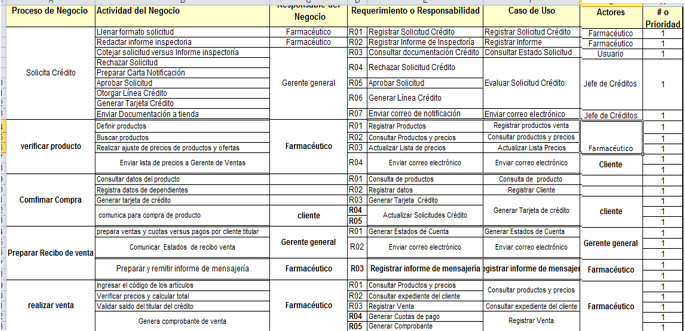 Proceso de Negocio Actividad del Negocio Responsable del Negocio Requerimiento o Responsabilidad Caso de Uso Actores # o Prioridad
Solicita Crédito Llenar formato solicitud Farmacéutico R01 Registrar Solicitud Crédito Registrar Solicitud Crédito Farmacéutico 1
Redactar informe inspectoria Farmacéutico R02 Registrar Informe de Inspectoría Registrar Informe Farmacéutico 1
Cotejar solicitud versus Informe inspectoria Gerente general R03 Consultar documentación Crédito Consultar Estado Solicitud Usuario 1
Rechazar Solicitud R04 Rechazar Solicitud Crédito Evaluar Solicitud Crédito Jefe de Créditos 1
Preparar Carta Notificación
Aprobar Solicitud R05 Aprobar Solicitud
Otorgar Línea Crédito R06 Generar Línea Crédito
Generar Tarjeta Crédito
Enviar Documentación a tienda R07 Enviar correo de notificación Enviar correo electrónico Jefe de Créditos 1
verificar producto Definir productos Farmacéutico R01 Registrar Productos Registrar productos venta Farmacéutico 1
Buscar productos R02 Consultar Productos y precios Consultar productos y precios 1
Realizar ajuste de precios de productos y ofertas R03 Actualizar Lista de precios Actualizar Lista Precios 1
Enviar lista de precios a Gerente de Ventas R04 Enviar correo electrónico Enviar correo electrónico Cliente 1
1
Comfimar Compra Consultar datos del producto R01 Consulta de productos Consulta de producto 1
Registra datos de dependientes R02 Registrar datos Registrar Cliente 1
Generar tarjeta de crédito cliente R03 Generar Tarjeta Crédito Generar Tarjeta de crédito cliente 1
comunica para compra de producto R04 Actualizar Solicitudes Crédito 1
R05 1
Preparar Recibo de venta prepara ventas y cuotas versus pagos por cliente titular Gerente general R01 Generar Estados de Cuenta Generar Estados de Cuenta Gerente general 1
Comunicar Estados de recibo venta R02 Enviar correo electrónico Enviar correo electrónico 1
1
Preparar y remitir informe de mensajería Farmacéutico R03 Registrar informe de mensajeria Registrar informe de mensajer Farmacéutico 1
1
realizar venta Ingresar el código de los artículos Farmacéutico R01 Consultar Productos y precios Consultar productos y precios Farmacéutico 1
Verificar precios y calcular total R02 Consultar expediente del cliente 1
Validar saldo del titular del crédito R03 Registrar Venta Consultar expediente del cliente 1
Genera comprobante de venta R04 Generar Cuotas de pago Registrar Venta 1
R05 Generar Comprobante 1